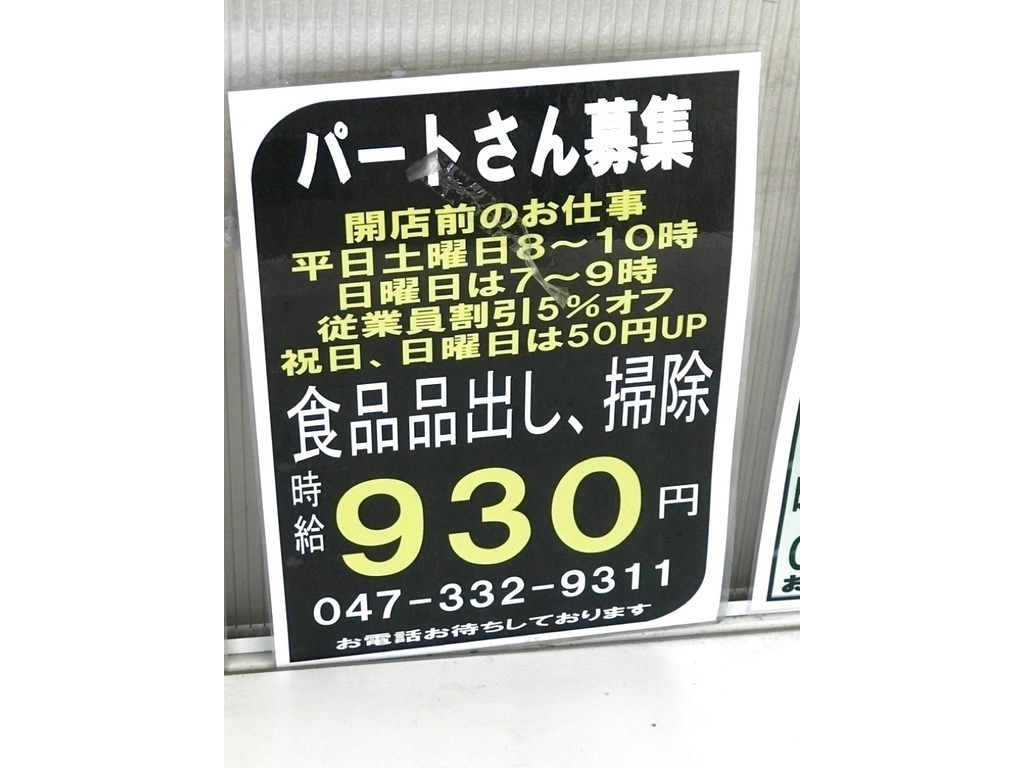 パートさん募集
開店前のお仕事
平日土曜日8〜10時
日曜日は7〜9時
従業員割引5%オフ
祝日、日曜日は50円UP
食品品出し、掃除
時給
930円
047-332-9311
お電話お待ちしております